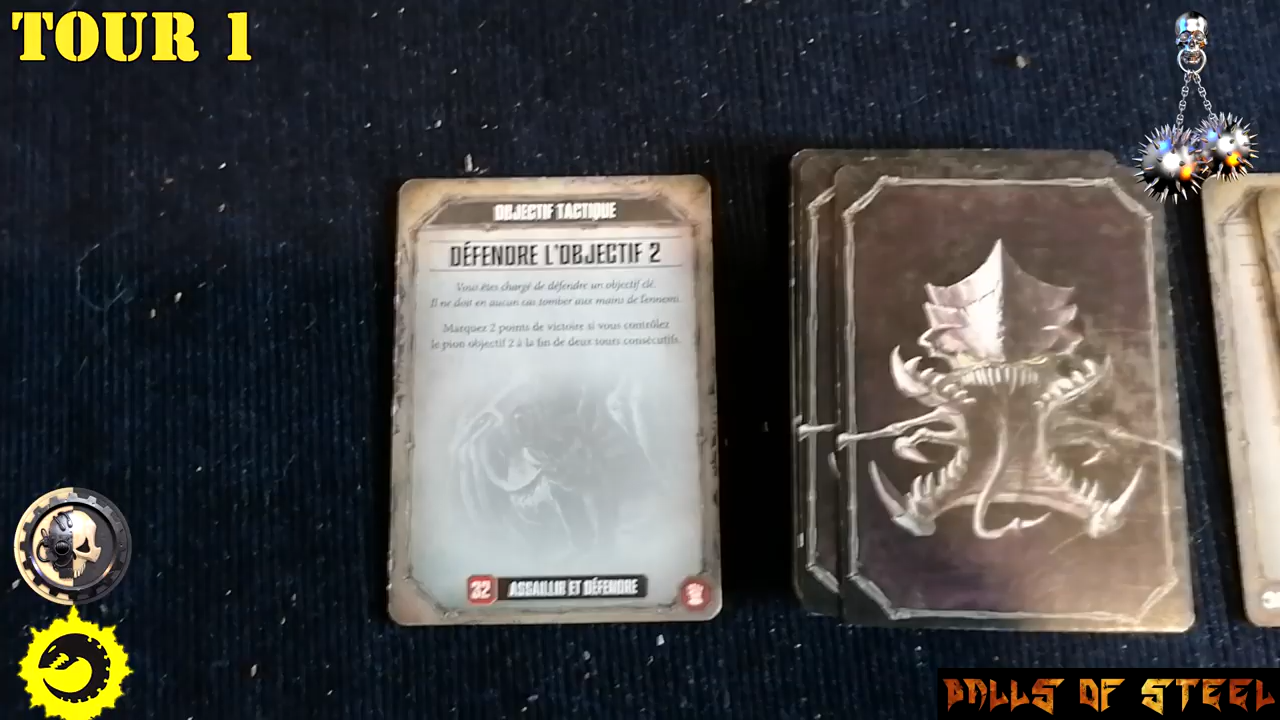 TOUR 1
OBJECTIF TACTIQUE
DÉFENDRE L'OBJECTIF 2
Vous êtes chargé de défendre un objectif clé.
Il ne doit en aucun cas tomber aux mains de l'ennemi.
Marquez 2 points de victoire si vous contrôlez
le pion objectif 2 à la fin de deux tours consécutifs.
32 ASSAILLIR ET DÉFENDRE
BALLS OF STEEL